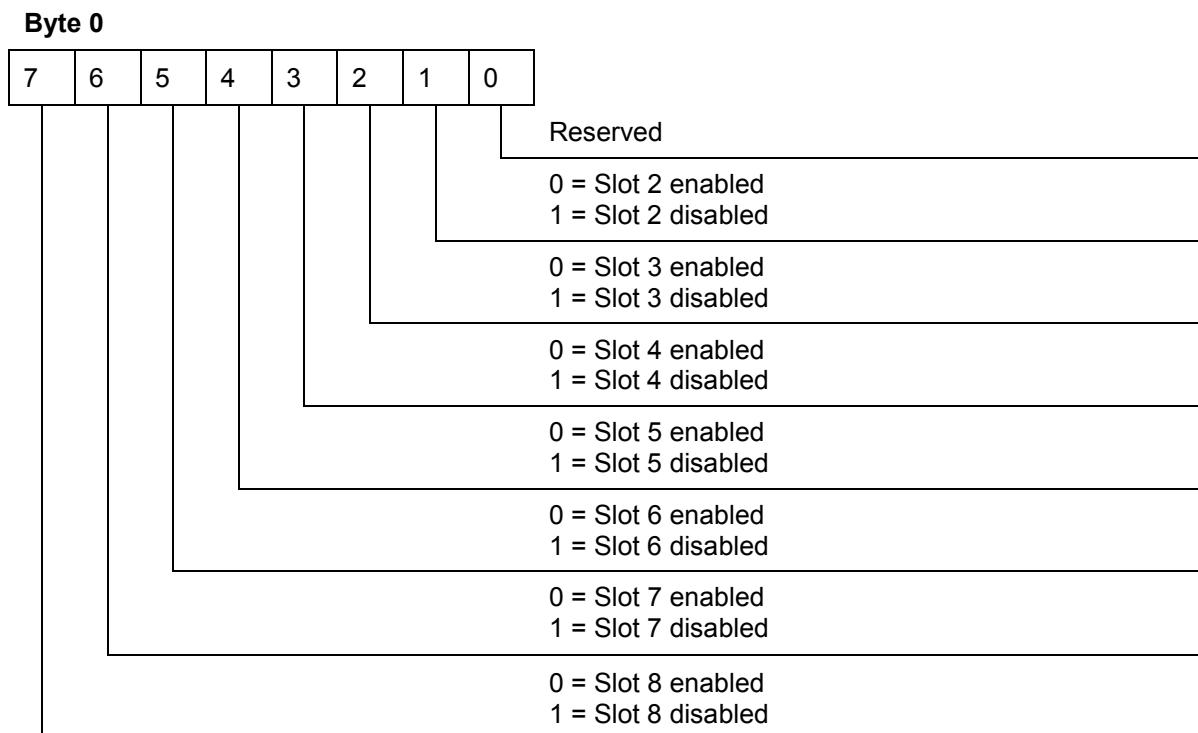 Byte 0
7 6 5 4 3 2 1 0
Reserved
0 = Slot 2 enabled
1 = Slot 2 disabled
0 = Slot 3 enabled
1 = Slot 3 disabled
0 = Slot 4 enabled
1 = Slot 4 disabled
0 = Slot 5 enabled
1 = Slot 5 disabled
0 = Slot 6 enabled
1 = Slot 6 disabled
0 = Slot 7 enabled
1 = Slot 7 disabled
0 = Slot 8 enabled
1 = Slot 8 disabled